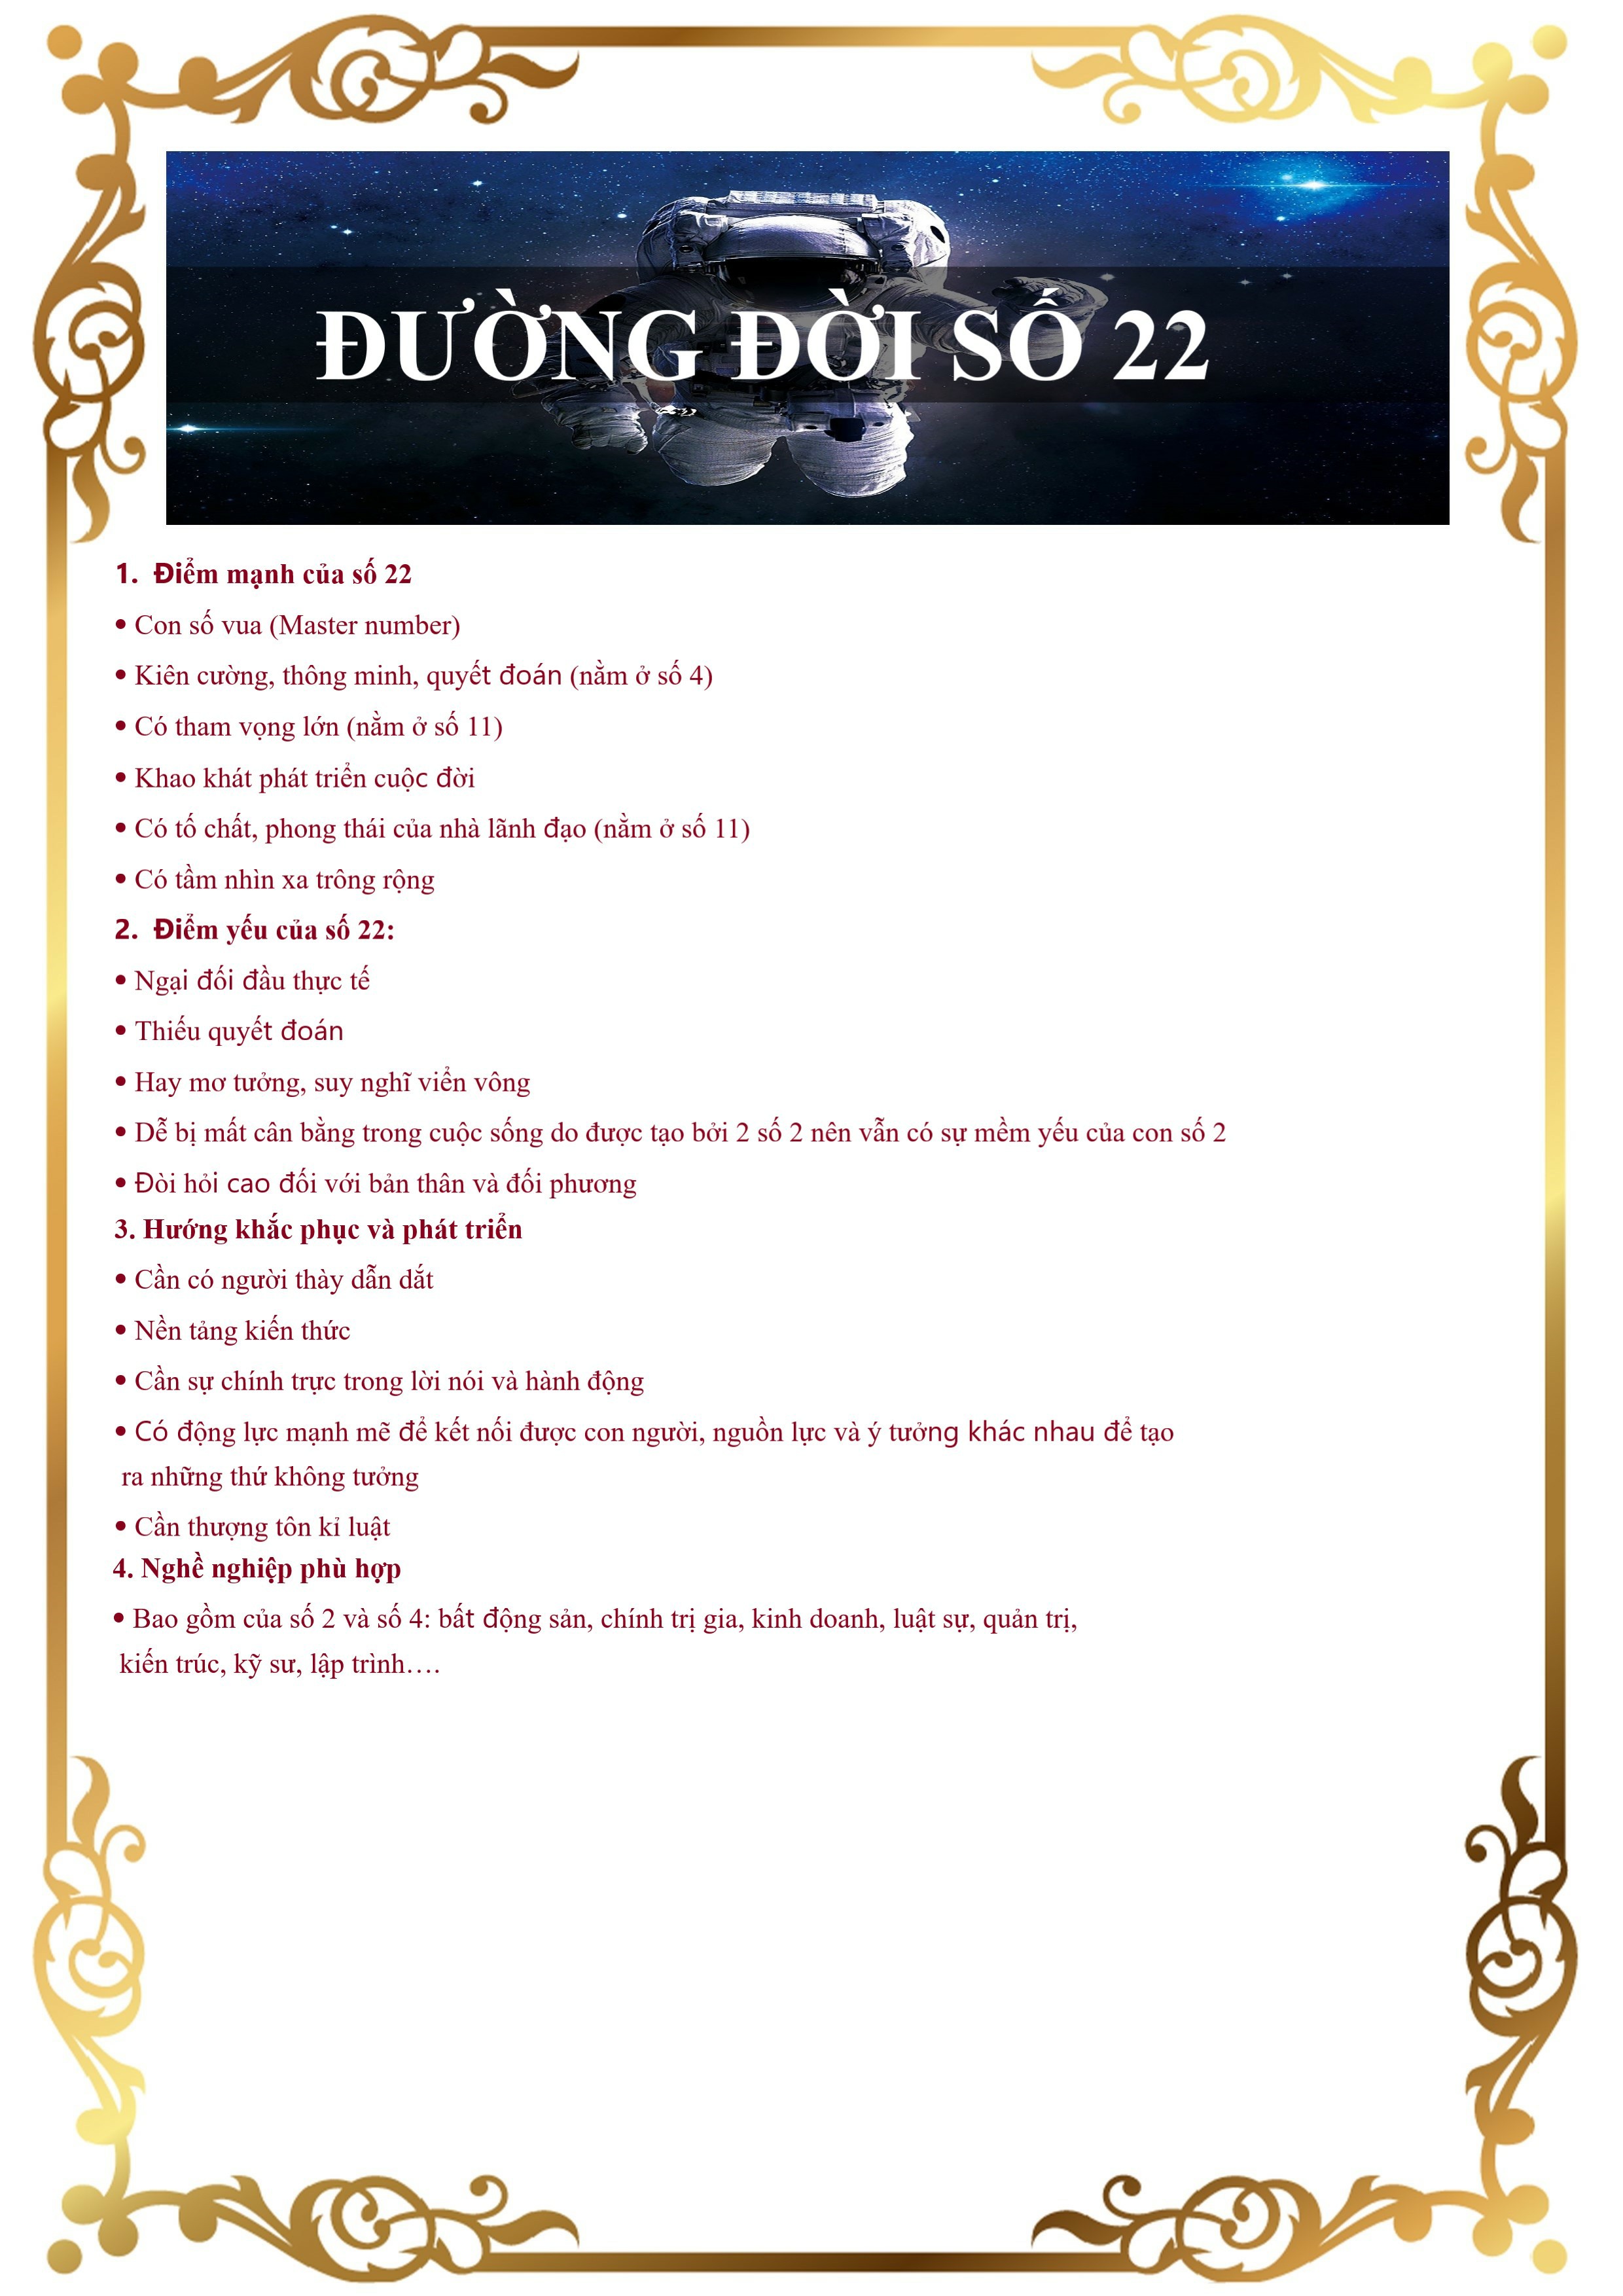 ĐƯỜNG ĐỜI SỐ 22
1. Điểm mạnh của số 22
• Con số vua (Master number)
• Kiên cường, thông minh, quyết đoán (nằm ở số 4)
• Có tham vọng lớn (nằm ở số 11)
• Khao khát phát triển cuộc đời
• Có tố chất, phong thái của nhà lãnh đạo (nằm ở số 11)
• Có tầm nhìn xa trông rộng
2. Điểm yếu của số 22:
• Ngại đối đầu thực tế
• Thiếu quyết đoán
• Hay mơ tưởng, suy nghĩ viển vông
• Dễ bị mất cân bằng trong cuộc sống do được tạo bởi 2 số 2 nên vẫn có sự mềm yếu của con số 2
• Đòi hỏi cao đối với bản thân và đối phương
3. Hướng khắc phục và phát triển
• Cần có người thày dẫn dắt
• Nền tảng kiến thức
• Cần sự chính trực trong lời nói và hành động
• Có động lực mạnh mẽ để kết nối được con người, nguồn lực và ý tưởng khác nhau để tạo
ra những thứ không tưởng
• Cần thượng tôn kỉ luật
4. Nghề nghiệp phù hợp
• Bao gồm của số 2 và số 4: bất động sản, chính trị gia, kinh doanh, luật sự, quản trị,
kiến trúc, kỹ sư, lập trình….